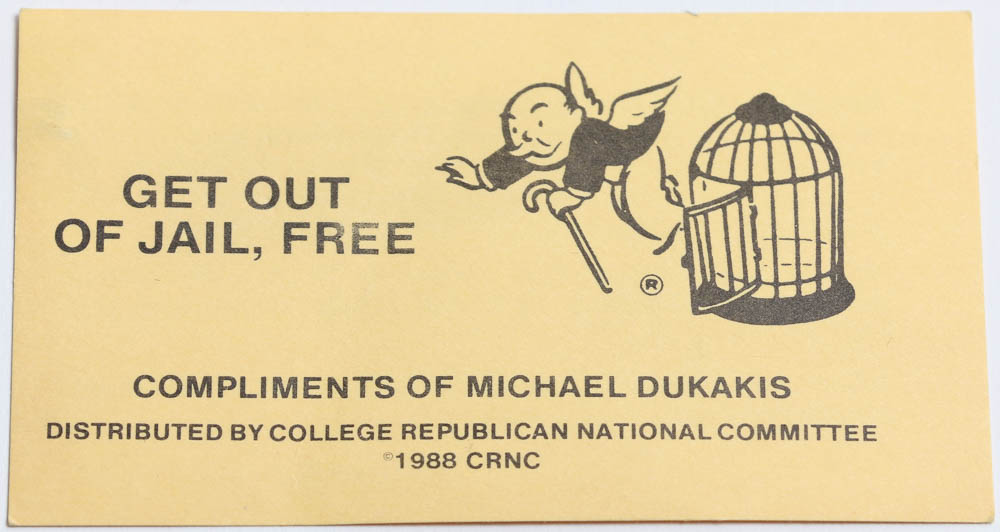 GET OUT
OF JAIL, FREE
®
COMPLIMENTS OF MICHAEL DUKAKIS
DISTRIBUTED BY COLLEGE REPUBLICAN NATIONAL COMMITTEE
©1988 CRNC